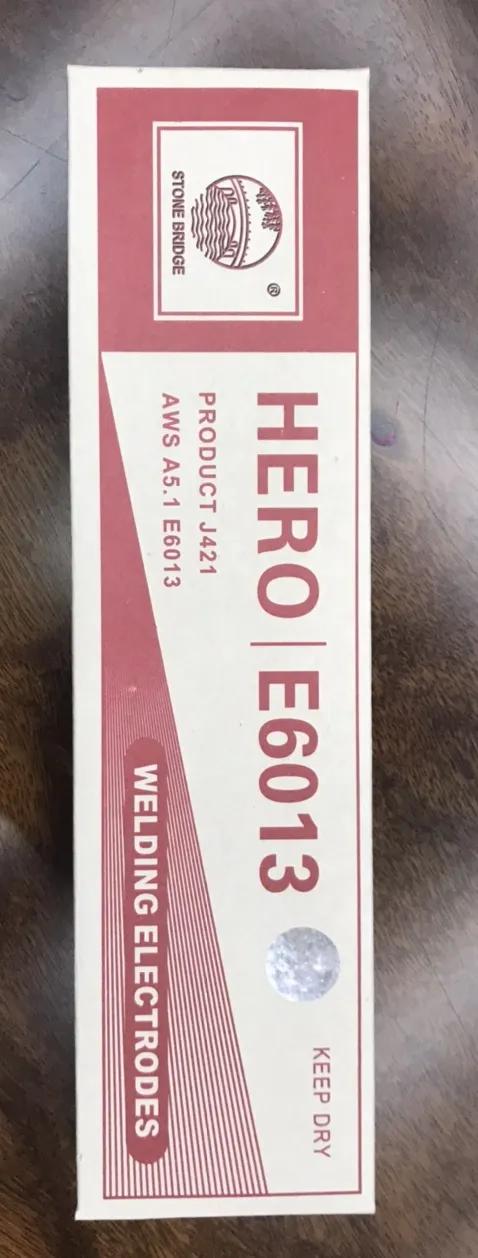 ®
STONE BRIDGE
HERO | E6013
PRODUCT J421
AWS A5.1 E6013
KEEP DRY
WELDING ELECTRODES